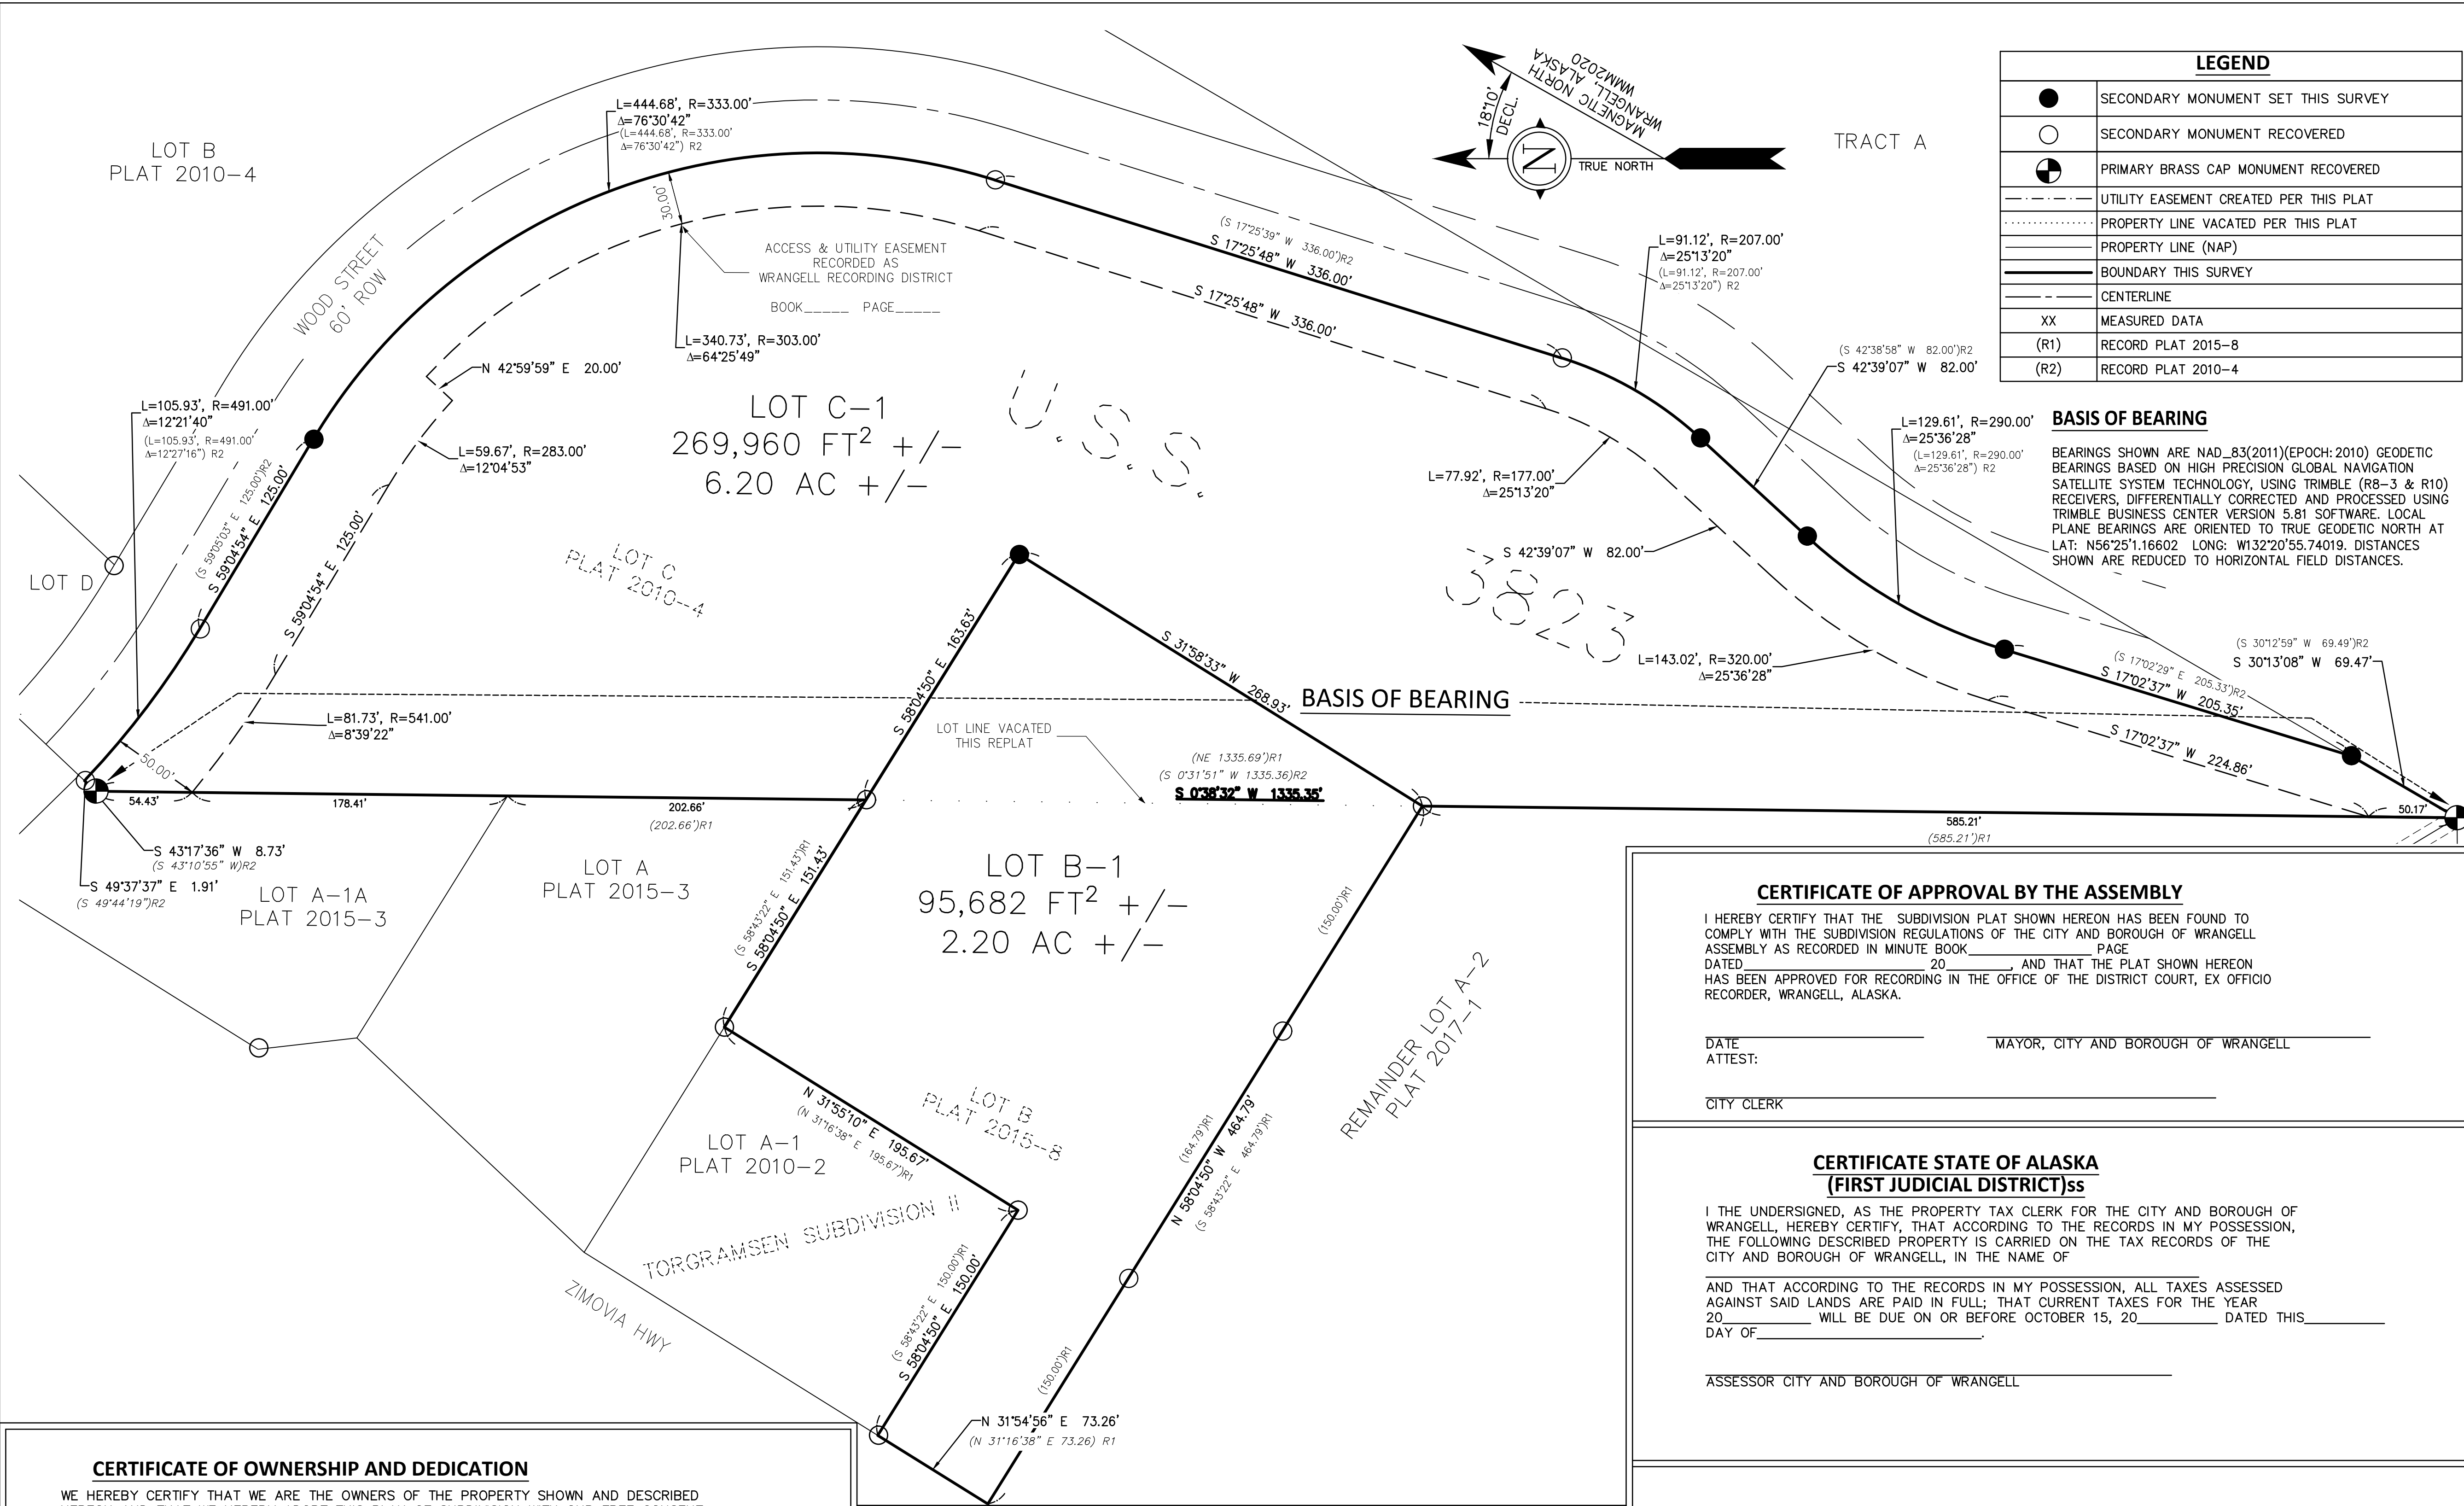 LOT B
PLAT 2010-4
WOOD STREET
60' ROW
L=444.68', R=333.00'
Δ=76°30'42"
(L=444.68', R=333.00'
Δ=76°30'42") R2
30.00'
ACCESS & UTILITY EASEMENT
RECORDED AS
WRANGELL RECORDING DISTRICT
BOOK_____ PAGE_____
L=340.73', R=303.00'
Δ=64°25'49"
N 42°59'59" E 20.00'
L=105.93', R=491.00'
Δ=12°21'40"
(L=105.93', R=491.00'
Δ=12°27'16") R2
(S 59°05'03" E 125.00')R2
S 59°04'54" E 125.00'
L=59.67', R=283.00'
Δ=12°04'53"
S 59°04'54" E 125.00'
LOT D
LOT C-1
269,960 FT² +/-
6.20 AC +/-
U.S.S.
3823
LOT C
PLAT 2010-4
18°10'
DECL.
MAGNETIC NORTH
WRANGELL, ALASKA
WMM2020
N
TRUE NORTH
TRACT A
(S 17°25'39" W 336.00')R2
S 17°25'48" W 336.00'
S 17°25'48" W 336.00'
L=91.12', R=207.00'
Δ=25°13'20"
(L=91.12', R=207.00'
Δ=25°13'20") R2
(S 42°38'58" W 82.00')R2
S 42°39'07" W 82.00'
L=129.61', R=290.00'
Δ=25°36'28"
(L=129.61', R=290.00'
Δ=25°36'28") R2
L=77.92', R=177.00'
Δ=25°13'20"
S 42°39'07" W 82.00'
L=143.02', R=320.00'
Δ=25°36'28"
(S 17°02'29" E 205.33')R2
S 17°02'37" W 205.35'
S 17°02'37" W 224.86'
(S 30°12'59" W 69.49')R2
S 30°13'08" W 69.47'
50.17'
585.21'
(585.21')R1
LEGEND
SECONDARY MONUMENT SET THIS SURVEY
SECONDARY MONUMENT RECOVERED
PRIMARY BRASS CAP MONUMENT RECOVERED
UTILITY EASEMENT CREATED PER THIS PLAT
PROPERTY LINE VACATED PER THIS PLAT
PROPERTY LINE (NAP)
BOUNDARY THIS SURVEY
CENTERLINE
XX MEASURED DATA
(R1) RECORD PLAT 2015-8
(R2) RECORD PLAT 2010-4
BASIS OF BEARING
BEARINGS SHOWN ARE NAD_83(2011)(EPOCH: 2010) GEODETIC
BEARINGS BASED ON HIGH PRECISION GLOBAL NAVIGATION
SATELLITE SYSTEM TECHNOLOGY, USING TRIMBLE (R8-3 & R10)
RECEIVERS, DIFFERENTIALLY CORRECTED AND PROCESSED USING
TRIMBLE BUSINESS CENTER VERSION 5.81 SOFTWARE. LOCAL
PLANE BEARINGS ARE ORIENTED TO TRUE GEODETIC NORTH AT
LAT: N56°25'1.16602 LONG: W132°20'55.74019. DISTANCES
SHOWN ARE REDUCED TO HORIZONTAL FIELD DISTANCES.
BASIS OF BEARING
L=81.73', R=541.00'
Δ=8°39'22"
50.00'
54.43'
178.41'
202.66'
(202.66')R1
S 43°17'36" W 8.73'
(S 43°10'55" W)R2
S 49°37'37" E 1.91'
(S 49°44'19")R2
LOT A-1A
PLAT 2015-3
LOT A
PLAT 2015-3
S 58°04'50" E 163.63'
S 31°58'33" W 268.93'
LOT LINE VACATED
THIS REPLAT
(NE 1335.69')R1
(S 0°31'51" W 1335.36)R2
S 0°38'32" W 1335.35'
LOT B-1
95,682 FT² +/-
2.20 AC +/-
(S 58°43'22" E 151.43')R1
S 58°04'50" E 151.43'
(150.00')R1
N 31°55'10" E 195.67'
(N 31°16'38" E 195.67')R1
LOT B
PLAT 2015-8
LOT A-1
PLAT 2010-2
TORGRAMSEN SUBDIVISION II
ZIMOVIA HWY
(S 58°43'22" E 150.00')R1
S 58°04'50" E 150.00'
(164.79')R1
N 58°04'50" W 464.79'
(S 58°43'22" E 464.79')R1
(150.00')R1
REMAINDER LOT A-2
PLAT 2017-1
N 31°54'56" E 73.26'
(N 31°16'38" E 73.26) R1
CERTIFICATE OF APPROVAL BY THE ASSEMBLY
I HEREBY CERTIFY THAT THE SUBDIVISION PLAT SHOWN HEREON HAS BEEN FOUND TO
COMPLY WITH THE SUBDIVISION REGULATIONS OF THE CITY AND BOROUGH OF WRANGELL
ASSEMBLY AS RECORDED IN MINUTE BOOK_______________ PAGE
DATED______________________ 20________, AND THAT THE PLAT SHOWN HEREON
HAS BEEN APPROVED FOR RECORDING IN THE OFFICE OF THE DISTRICT COURT, EX OFFICIO
RECORDER, WRANGELL, ALASKA.
DATE MAYOR, CITY AND BOROUGH OF WRANGELL
ATTEST:
CITY CLERK
CERTIFICATE STATE OF ALASKA
(FIRST JUDICIAL DISTRICT)ss
I THE UNDERSIGNED, AS THE PROPERTY TAX CLERK FOR THE CITY AND BOROUGH OF
WRANGELL, HEREBY CERTIFY, THAT ACCORDING TO THE RECORDS IN MY POSSESSION,
THE FOLLOWING DESCRIBED PROPERTY IS CARRIED ON THE TAX RECORDS OF THE
CITY AND BOROUGH OF WRANGELL, IN THE NAME OF
AND THAT ACCORDING TO THE RECORDS IN MY POSSESSION, ALL TAXES ASSESSED
AGAINST SAID LANDS ARE PAID IN FULL; THAT CURRENT TAXES FOR THE YEAR
20___________ WILL BE DUE ON OR BEFORE OCTOBER 15, 20__________ DATED THIS__________
DAY OF____________________________.
ASSESSOR CITY AND BOROUGH OF WRANGELL
CERTIFICATE OF OWNERSHIP AND DEDICATION
WE HEREBY CERTIFY THAT WE ARE THE OWNERS OF THE PROPERTY SHOWN AND DESCRIBED